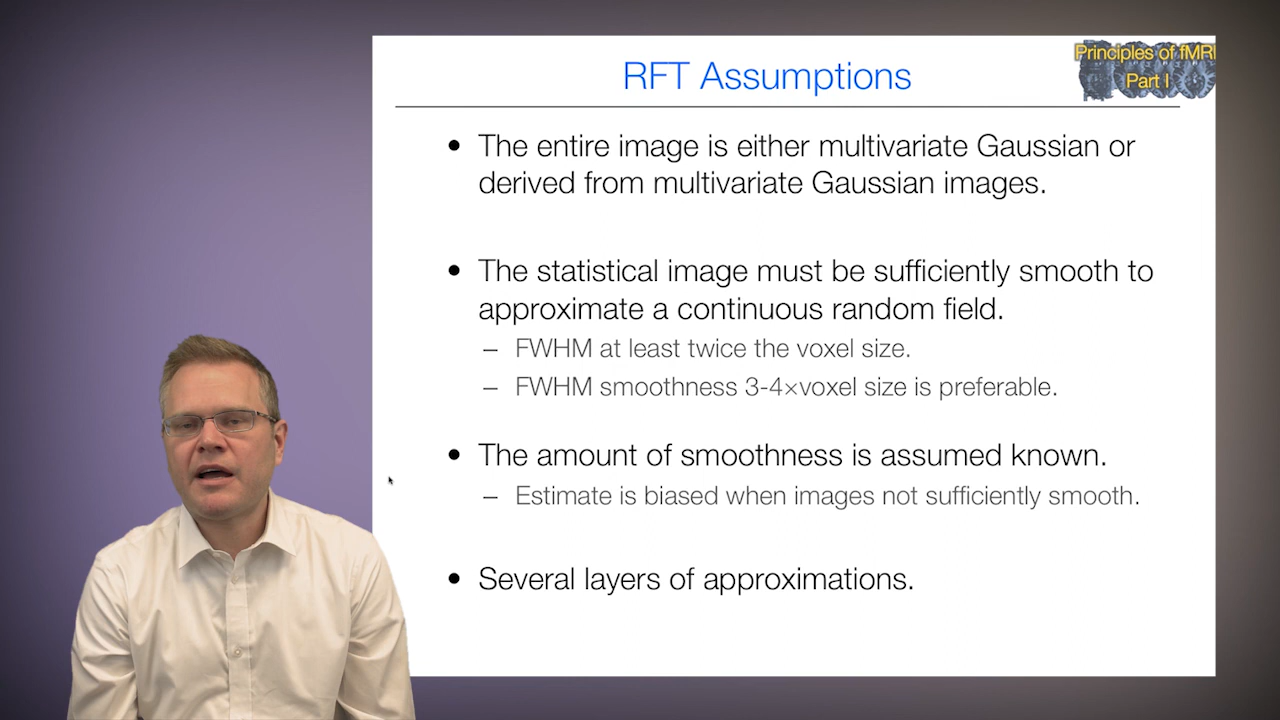 RFT Assumptions
Principles of fMRI
Part I
• The entire image is either multivariate Gaussian or
derived from multivariate Gaussian images.
• The statistical image must be sufficiently smooth to
approximate a continuous random field.
– FWHM at least twice the voxel size.
– FWHM smoothness 3-4×voxel size is preferable.
• The amount of smoothness is assumed known.
– Estimate is biased when images not sufficiently smooth.
• Several layers of approximations.